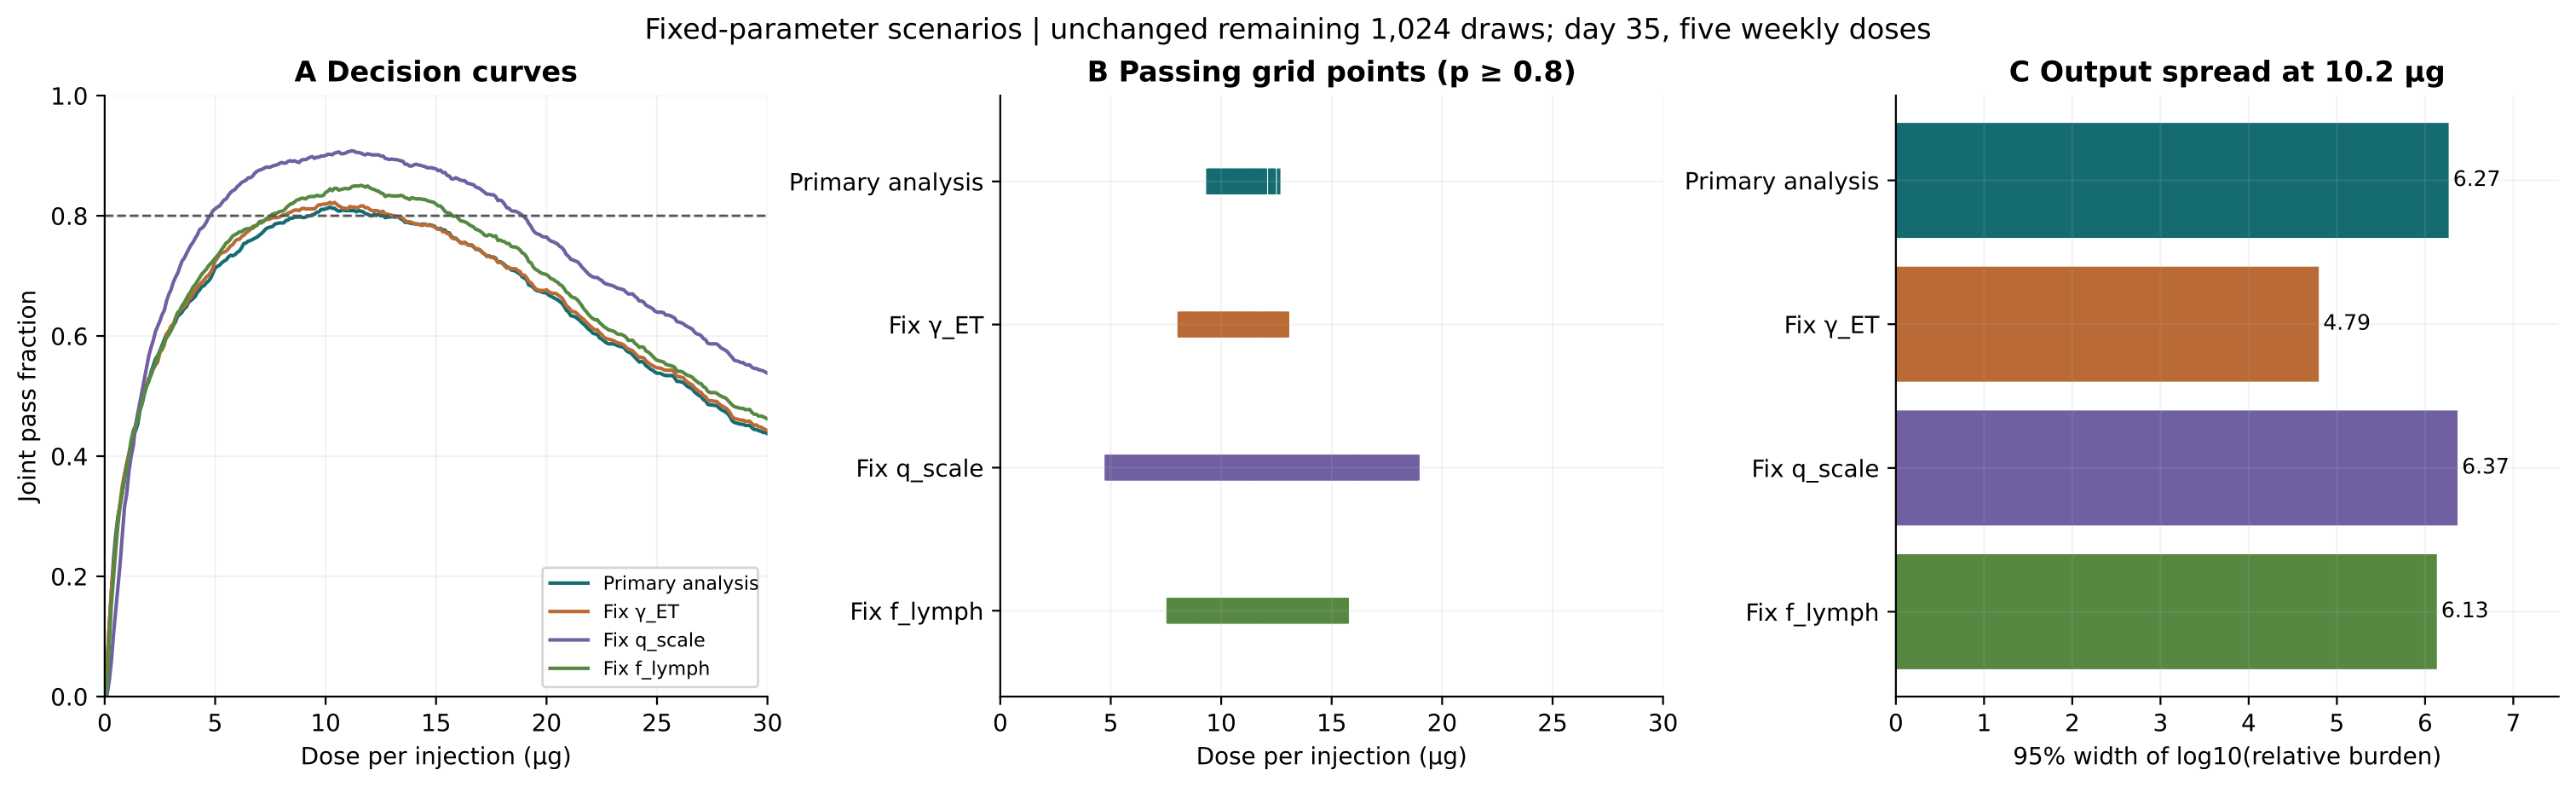 Fixed-parameter scenarios | unchanged remaining 1,024 draws; day 35, five weekly doses
A Decision curves
Joint pass fraction
1.0
0.8
0.6
0.4
0.2
0.0
0 5 10 15 20 25 30
Dose per injection (µg)
Primary analysis
Fix γ_ET
Fix q_scale
Fix f_lymph
B Passing grid points (p ≥ 0.8)
Primary analysis
Fix γ_ET
Fix q_scale
Fix f_lymph
0 5 10 15 20 25 30
Dose per injection (µg)
C Output spread at 10.2 µg
Primary analysis 6.27
Fix γ_ET 4.79
Fix q_scale 6.37
Fix f_lymph 6.13
0 1 2 3 4 5 6 7
95% width of log10(relative burden)